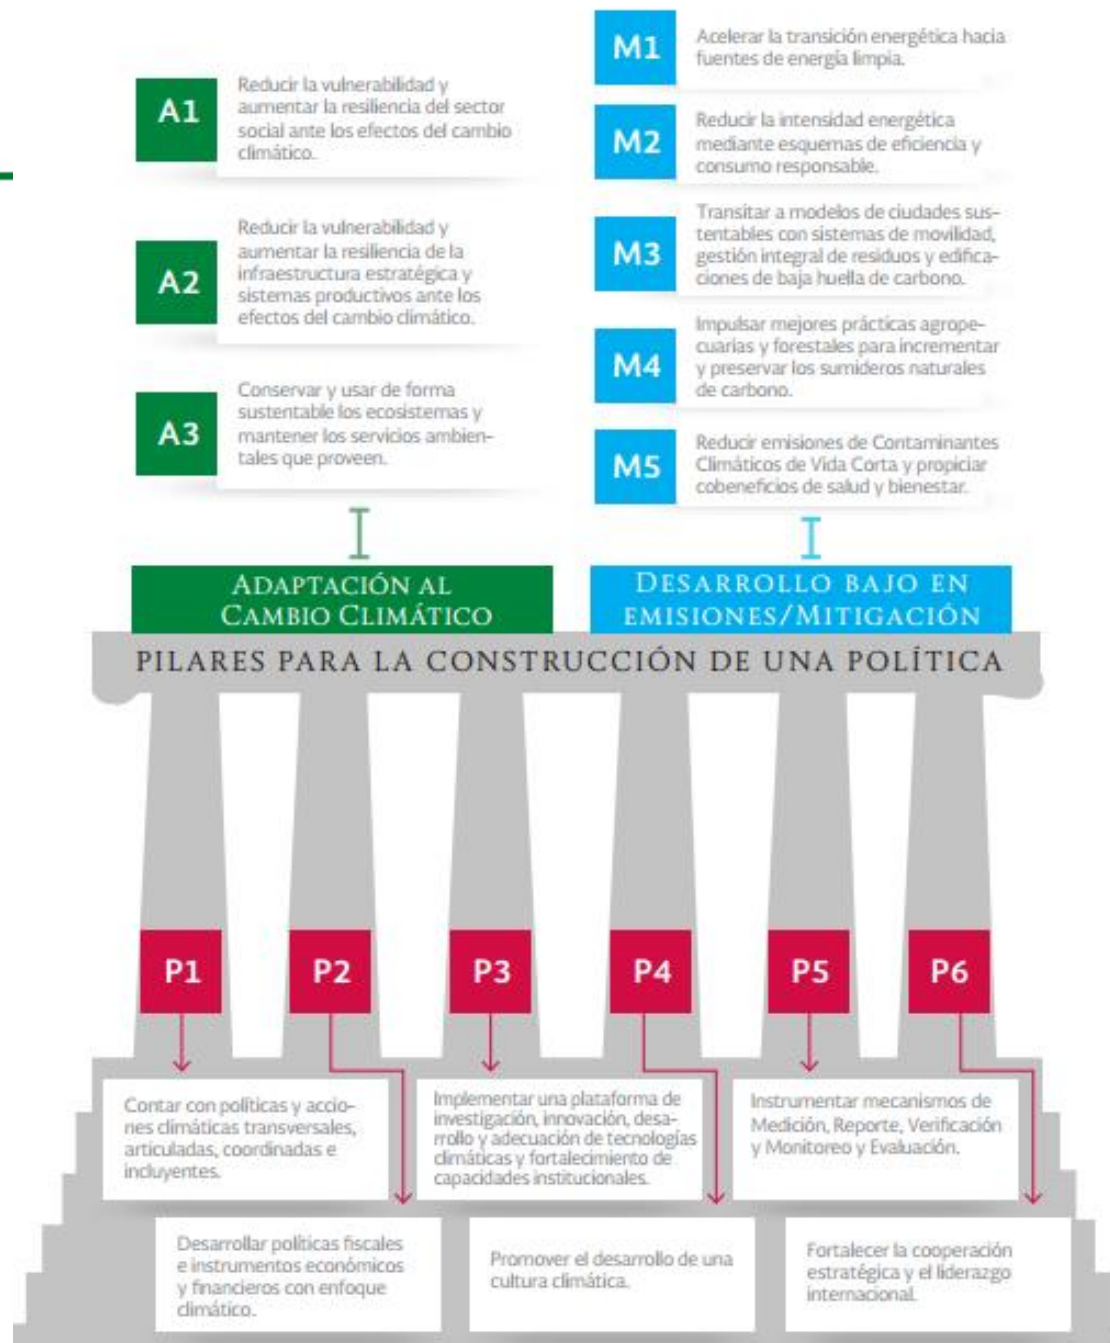 A1
Reducir la vulnerabilidad y
aumentar la resiliencia del sector
social ante los efectos del cambio
climático.
A2
Reducir la vulnerabilidad y
aumentar la resiliencia de la
infraestructura estratégica y
sistemas productivos ante los
efectos del cambio climático.
A3
Conservar y usar de forma
sustentable los ecosistemas y
mantener los servicios ambien-
tales que proveen.
ADAPTACIÓN AL
CAMBIO CLIMÁTICO
M1
Acelerar la transición energética hacia
fuentes de energía limpia.
M2
Reducir la intensidad energética
mediante esquemas de eficiencia y
consumo responsable.
M3
Transitar a modelos de ciudades sus-
tentables con sistemas de movilidad,
gestión integral de residuos y edifica-
ciones de baja huella de carbono.
M4
Impulsar mejores prácticas agrope-
cuarias y forestales para incrementar
y preservar los sumideros naturales
de carbono.
M5
Reducir emisiones de Contaminantes
Climáticos de Vida Corta y propiciar
cobeneficios de salud y bienestar.
DESARROLLO BAJO EN
EMISIONES/MITIGACIÓN
PILARES PARA LA CONSTRUCCIÓN DE UNA POLÍTICA
P1
P2
P3
P4
P5
P6
Contar con políticas y accio-
nes climáticas transversales,
articuladas, coordinadas e
incluyentes.
Desarrollar políticas fiscales
e instrumentos económicos
y financieros con enfoque
climático.
Implementar una plataforma de
investigación, innovación, desa-
rrollo y adecuación de tecnologías
climáticas y fortalecimiento de
capacidades institucionales.
Promover el desarrollo de una
cultura climática.
Instrumentar mecanismos de
Medición, Reporte, Verificación
y Monitoreo y Evaluación.
Fortalecer la cooperación
estratégica y el liderazgo
internacional.